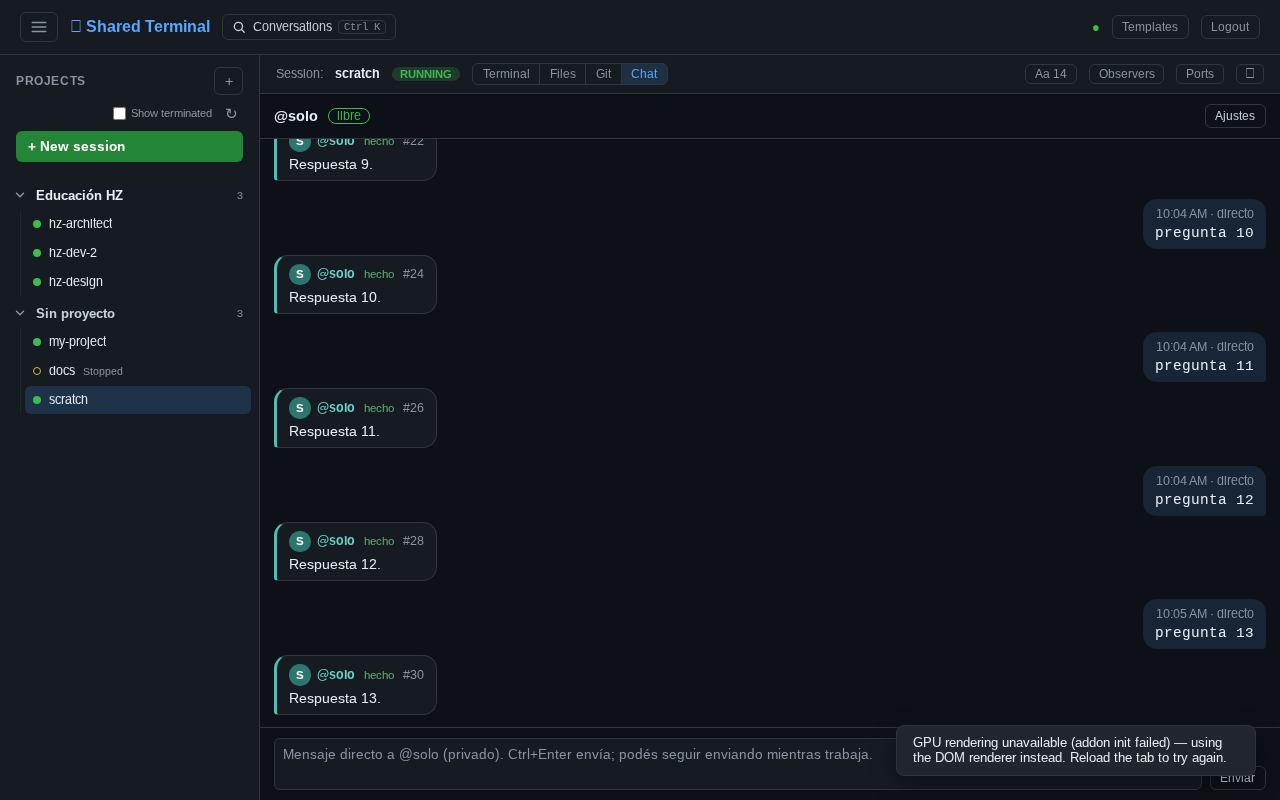 Shared Terminal
Conversations Ctrl K
Templates
Logout
PROJECTS
+
Show terminated
+ New session
Educación HZ 3
hz-architect
hz-dev-2
hz-design
Sin proyecto 3
my-project
docs Stopped
scratch
Session: scratch RUNNING
Terminal Files Git Chat
Aa 14
Observers
Ports
@solo libre
Ajustes
S @solo hecho #22
Respuesta 9.
10:04 AM · directo
pregunta 10
S @solo hecho #24
Respuesta 10.
10:04 AM · directo
pregunta 11
S @solo hecho #26
Respuesta 11.
10:04 AM · directo
pregunta 12
S @solo hecho #28
Respuesta 12.
10:05 AM · directo
pregunta 13
S @solo hecho #30
Respuesta 13.
Mensaje directo a @solo (privado). Ctrl+Enter envía; podés seguir enviando mientras trabaja.
GPU rendering unavailable (addon init failed) — using
the DOM renderer instead. Reload the tab to try again.
Enviar